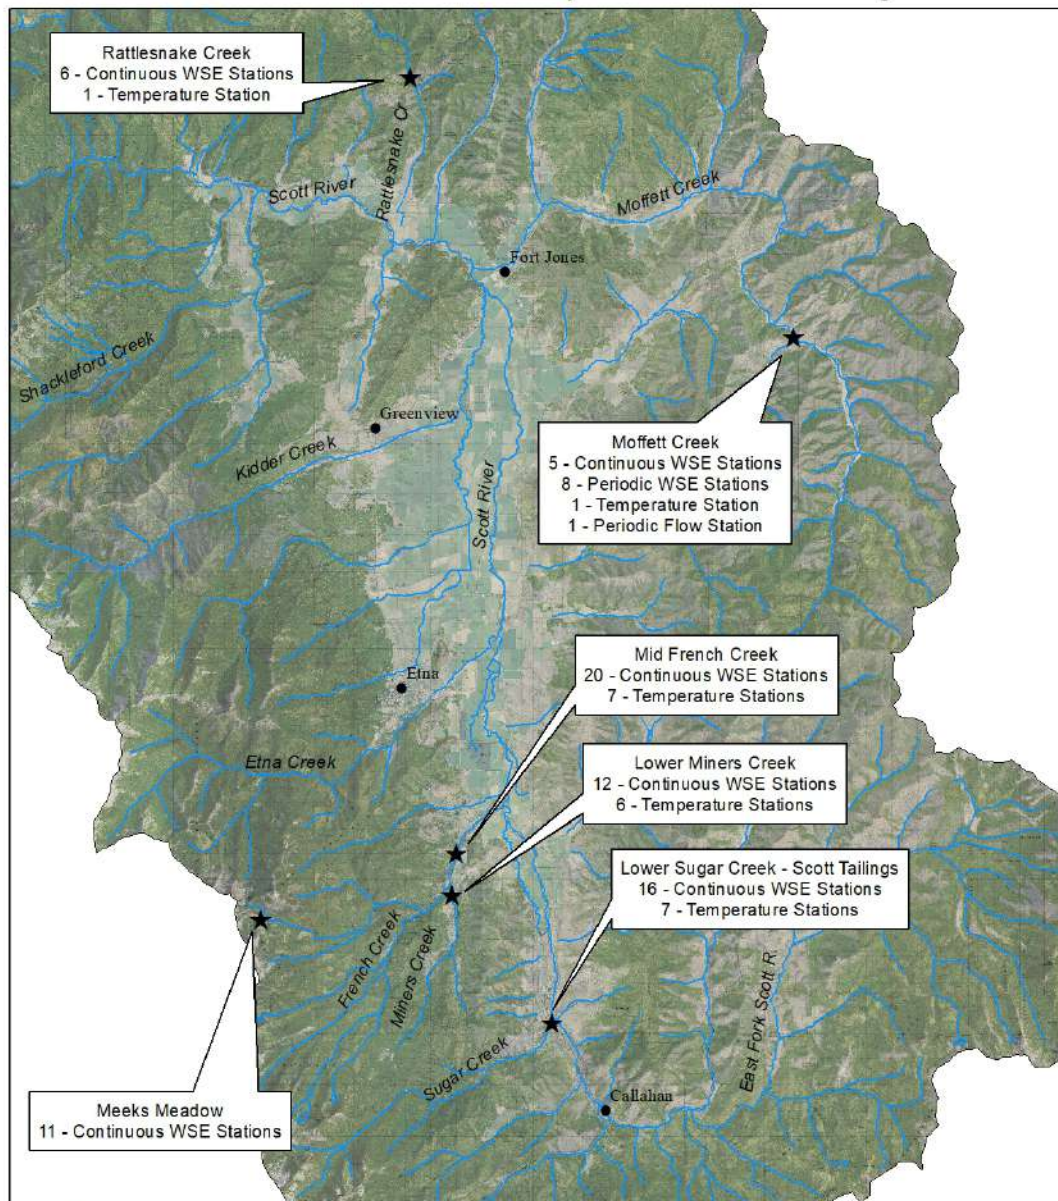 Rattlesnake Creek
6 - Continuous WSE Stations
1 - Temperature Station
Rattlesnake Cr
Scott River
Moffett Creek
Fort Jones
Shackleford Creek
Greenview
Kidder Creek
Scott River
Moffett Creek
5 - Continuous WSE Stations
8 - Periodic WSE Stations
1 - Temperature Station
1 - Periodic Flow Station
Mid French Creek
20 - Continuous WSE Stations
7 - Temperature Stations
Etna
Etna Creek
Lower Miners Creek
12 - Continuous WSE Stations
6 - Temperature Stations
Lower Sugar Creek - Scott Tailings
16 - Continuous WSE Stations
7 - Temperature Stations
French Creek
Miners Creek
Sugar Creek
East Fork Scott R.
Callahan
Meeks Meadow
11 - Continuous WSE Stations